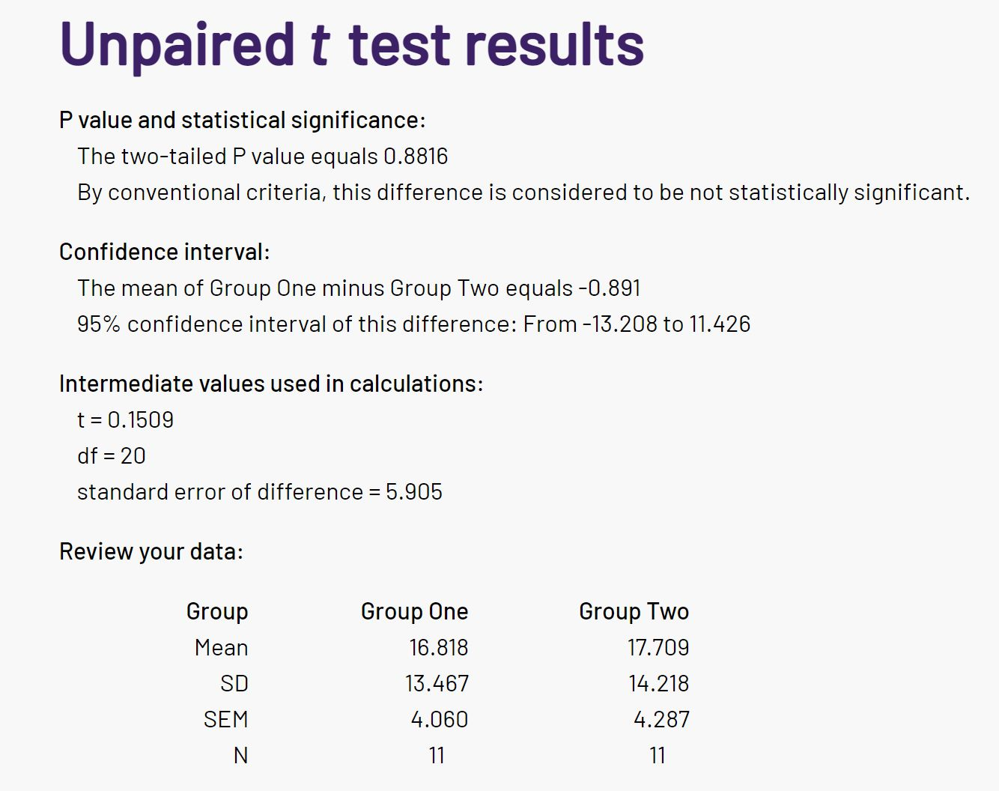 Unpaired t test results
P value and statistical significance:
The two-tailed P value equals 0.8816
By conventional criteria, this difference is considered to be not statistically significant.
Confidence interval:
The mean of Group One minus Group Two equals -0.891
95% confidence interval of this difference: From -13.208 to 11.426
Intermediate values used in calculations:
t = 0.1509
df = 20
standard error of difference = 5.905
Review your data:
Group Group One Group Two
Mean 16.818 17.709
SD 13.467 14.218
SEM 4.060 4.287
N 11 11